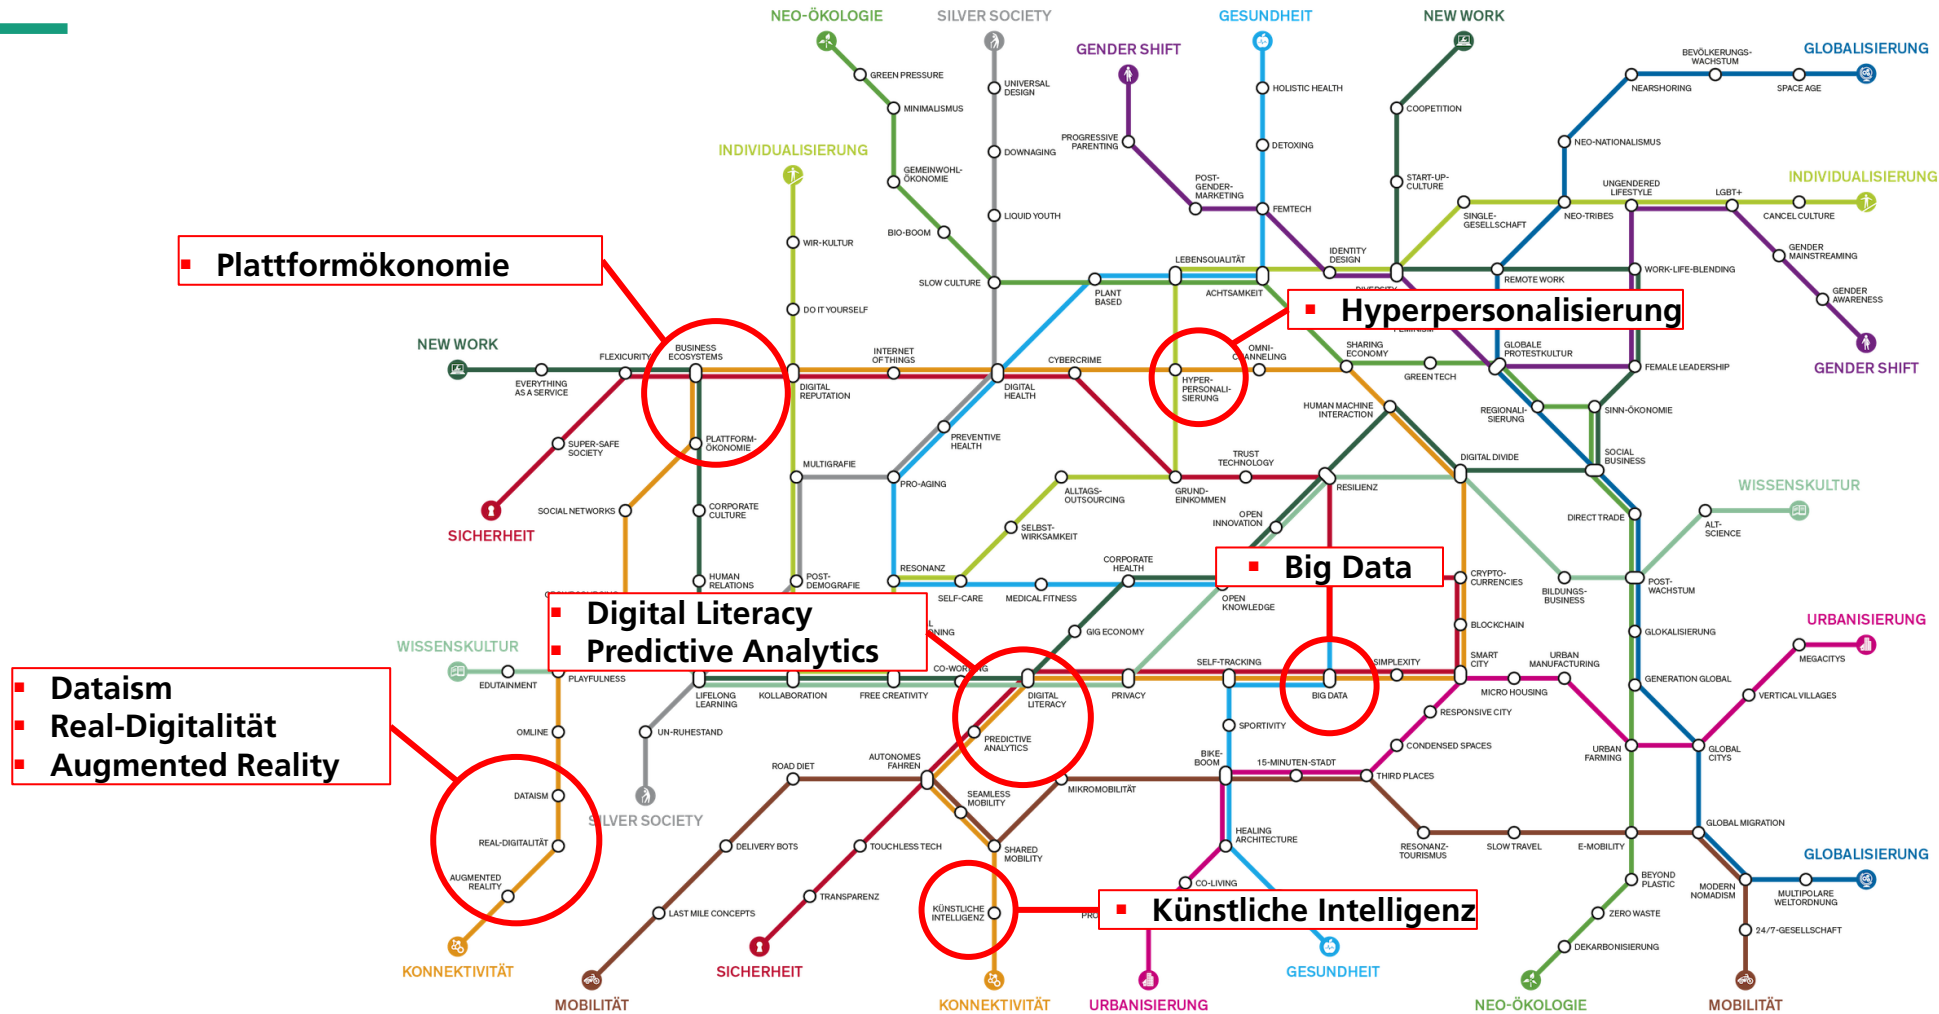 NEO-ÖKOLOGIE
SILVER SOCIETY
GESUNDHEIT
NEW WORK
GENDER SHIFT
GLOBALISIERUNG
BEVÖLKERUNGS-
WACHSTUM
GREEN PRESSURE
UNIVERSAL
DESIGN
HOLISTIC HEALTH
NEARSHORING
SPACE AGE
MINIMALISMUS
COOPETITION
PROGRESSIVE
PARENTING
NEO-NATIONALISMUS
INDIVIDUALISIERUNG
DOWNAGING
DETOXING
GEMEINWOHL-
ÖKONOMIE
POST-
GENDER-
MARKETING
START-UP-
CULTURE
UNGENDERED
LIFESTYLE
LGBT+
INDIVIDUALISIERUNG
LIQUID YOUTH
FEMTECH
SINGLE-
GESELLSCHAFT
NEO-TRIBES
CANCEL CULTURE
BIO-BOOM
WIR-KULTUR
IDENTITY
DESIGN
GENDER
MAINSTREAMING
LEBENSQUALITÄT
Plattformökonomie
SLOW CULTURE
PLANT
BASED
ACHTSAMKEIT
REMOTE WORK
WORK-LIFE-BLENDING
GENDER
AWARENESS
DO IT YOURSELF
Hyperpersonalisierung
NEW WORK
FLEXICURITY
BUSINESS
ECOSYSTEMS
INTERNET
OF THINGS
CYBERCRIME
OMNI-
CHANNELING
SHARING
ECONOMY
GLOBALE
PROTESTKULTUR
GREEN TECH
FEMALE LEADERSHIP
GENDER SHIFT
EVERYTHING
AS A SERVICE
DIGITAL
REPUTATION
DIGITAL
HEALTH
HYPER-
PERSONALI-
SIERUNG
HUMAN MACHINE
INTERACTION
REGIONALI-
SIERUNG
SINN-ÖKONOMIE
SUPER-SAFE
SOCIETY
PLATTFORM-
ÖKONOMIE
PREVENTIVE
HEALTH
MULTIGRAFIE
PRO-AGING
TRUST
TECHNOLOGY
DIGITAL DIVIDE
SOCIAL
BUSINESS
ALLTAGS-
OUTSOURCING
GRUND-
EINKOMMEN
RESILIENZ
WISSENSKULTUR
SICHERHEIT
SOCIAL NETWORKS
CORPORATE
CULTURE
SELBST-
WIRKSAMKEIT
OPEN
INNOVATION
DIRECT TRADE
ALT-
SCIENCE
Big Data
HUMAN
RELATIONS
POST-
DEMOGRAFIE
RESONANZ
CORPORATE
HEALTH
CRYPTO-
CURRENCIES
SELF-CARE
MEDICAL FITNESS
OPEN
KNOWLEDGE
BILDUNGS-
BUSINESS
POST-
WACHSTUM
Digital Literacy
Predictive Analytics
GIG ECONOMY
BLOCKCHAIN
GLOKALISIERUNG
URBANISIERUNG
WISSENSKULTUR
MEGACITYS
EDUTAINMENT
PLAYFULNESS
LIFELONG
LEARNING
KOLLABORATION
FREE CREATIVITY
CO-WORKING
DIGITAL
LITERACY
PRIVACY
SELF-TRACKING
BIG DATA
SIMPLEXITY
SMART
CITY
URBAN
MANUFACTURING
MICRO HOUSING
GENERATION GLOBAL
VERTICAL VILLAGES
Dataism
Real-Digitalität
Augmented Reality
OMLINE
UN-RUHESTAND
PREDICTIVE
ANALYTICS
SPORTIVITY
RESPONSIVE CITY
CONDENSED SPACES
URBAN
FARMING
GLOBAL
CITYS
ROAD DIET
AUTONOMES
FAHREN
BIKE-
BOOM
15-MINUTEN-STADT
THIRD PLACES
DATAISM
SEAMLESS
MOBILITY
MIKROMOBILITÄT
SILVER SOCIETY
HEALING
ARCHITECTURE
GLOBAL MIGRATION
REAL-DIGITALITÄT
DELIVERY BOTS
TOUCHLESS TECH
SHARED
MOBILITY
RESONANZ-
TOURISMUS
SLOW TRAVEL
E-MOBILITY
GLOBALISIERUNG
AUGMENTED
REALITY
TRANSPARENZ
CO-LIVING
BEYOND
PLASTIC
MODERN
NOMADISM
MULTIPOLARE
WELTORDNUNG
LAST MILE CONCEPTS
KÜNSTLICHE
INTELLIGENZ
Künstliche Intelligenz
ZERO WASTE
24/7-GESELLSCHAFT
DEKARBONISIERUNG
KONNEKTIVITÄT
SICHERHEIT
GESUNDHEIT
MOBILITÄT
KONNEKTIVITÄT
URBANISIERUNG
NEO-ÖKOLOGIE
MOBILITÄT